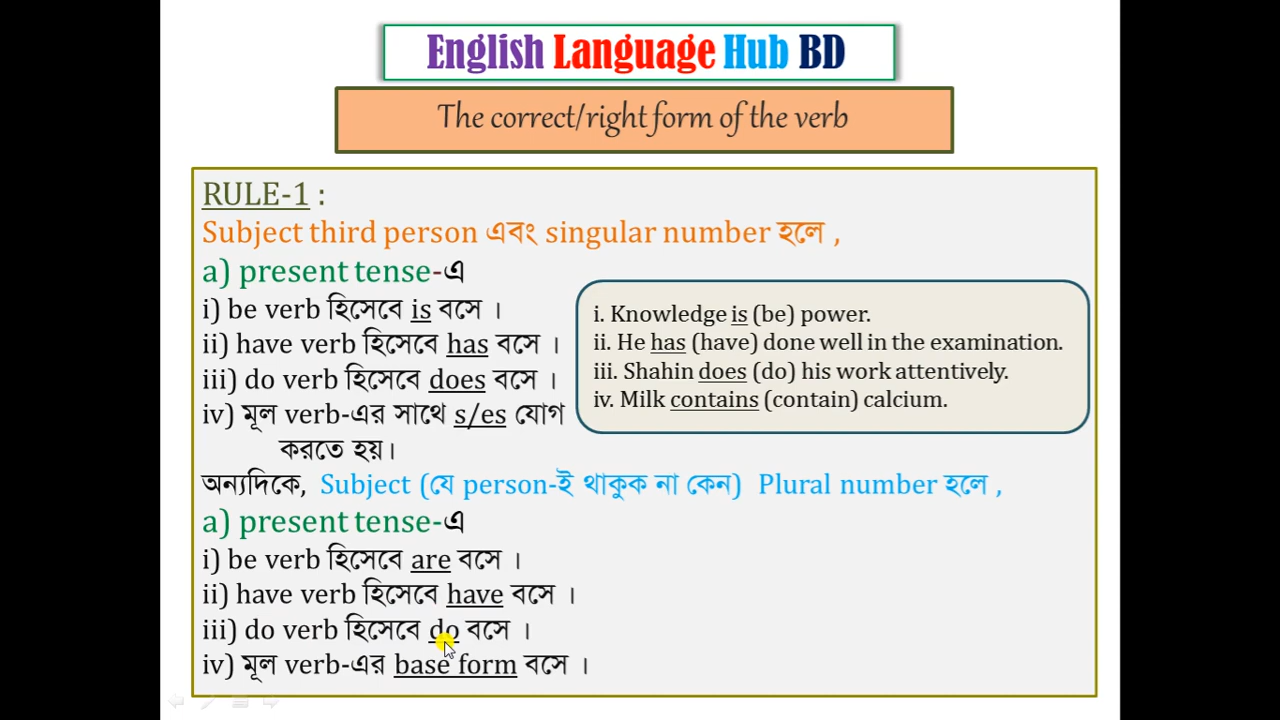 English Language Hub BD
The correct/right form of the verb
RULE-1 :
Subject third person এবং singular number হলে ,
a) present tense-এ
i) be verb হিসেবে is বসে ।
ii) have verb হিসেবে has বসে ।
iii) do verb হিসেবে does বসে ।
iv) মূল verb-এর সাথে s/es যোগ
করতে হয়।
i. Knowledge is (be) power.
ii. He has (have) done well in the examination.
iii. Shahin does (do) his work attentively.
iv. Milk contains (contain) calcium.
অন্যদিকে, Subject (যে person-ই থাকুক না কেন) Plural number হলে ,
a) present tense-এ
i) be verb হিসেবে are বসে ।
ii) have verb হিসেবে have বসে ।
iii) do verb হিসেবে do বসে ।
iv) মূল verb-এর base form বসে ।